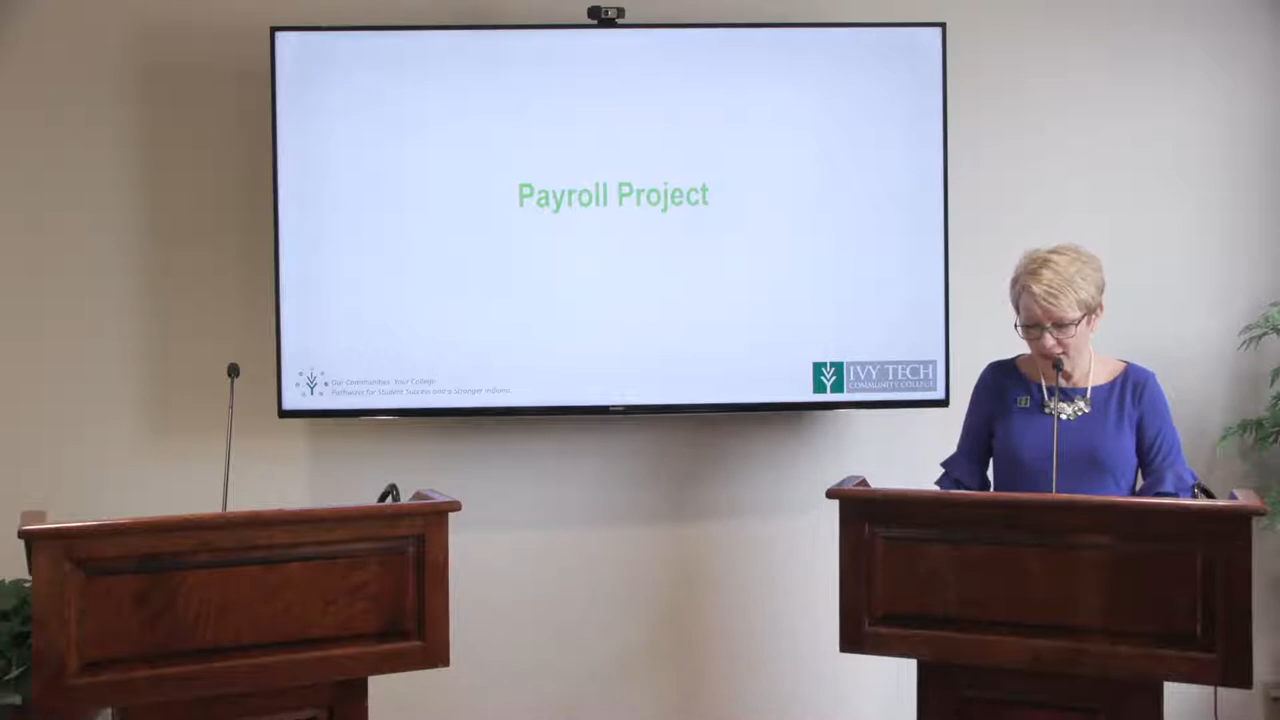 Payroll Project
Our Communities. Your College.
Pathways for Student Success and a Stronger Indiana.
IVY TECH
COMMUNITY COLLEGE